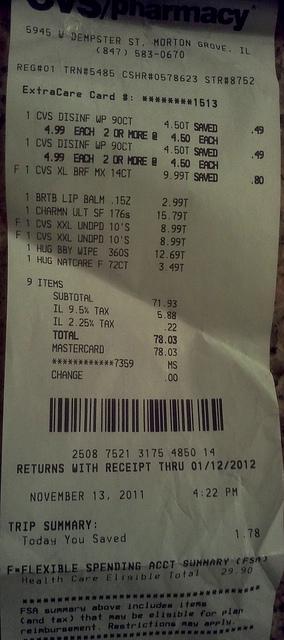 CVS/pharmacy
5945 W DEMPSTER ST, MORTON GROVE, IL
(847) 583-0670
REG#01 TRN#5485 CSHR#0578623 STR#8752
ExtraCare Card #: ********1513
1 CVS DISINF WP 90CT 4.50T SAVED .49
4.99 EACH 2 OR MORE @ 4.50 EACH
1 CVS DISINF WP 90CT 4.50T SAVED .49
4.99 EACH 2 OR MORE @ 4.50 EACH
F 1 CVS XL BRF MX 14CT 9.99T SAVED .80
1 BRTB LIP BALM .15Z 2.99T
1 CHARMN ULT SF 176s 15.79T
F 1 CVS XXL UNDPD 10'S 8.99T
F 1 CVS XXL UNDPD 10'S 8.99T
1 HUG BBY WIPE 360S 12.69T
1 HUG NATCARE F 72CT 3.49T
9 ITEMS
SUBTOTAL 71.93
IL 9.5% TAX 5.88
IL 2.25% TAX .22
TOTAL 78.03
MASTERCARD 78.03
************7359 MS
CHANGE .00
2508 7521 3175 4850 14
RETURNS WITH RECEIPT THRU 01/12/2012
NOVEMBER 13, 2011 4:22 PM
TRIP SUMMARY:
Today You Saved 1.78
F=FLEXIBLE SPENDING ACCT SUMMARY (FSA)
Health Care Eligible Total 29.90
FSA summary above includes items
(and tax) that may be eligible for plan
reimbursement. Restrictions may apply.